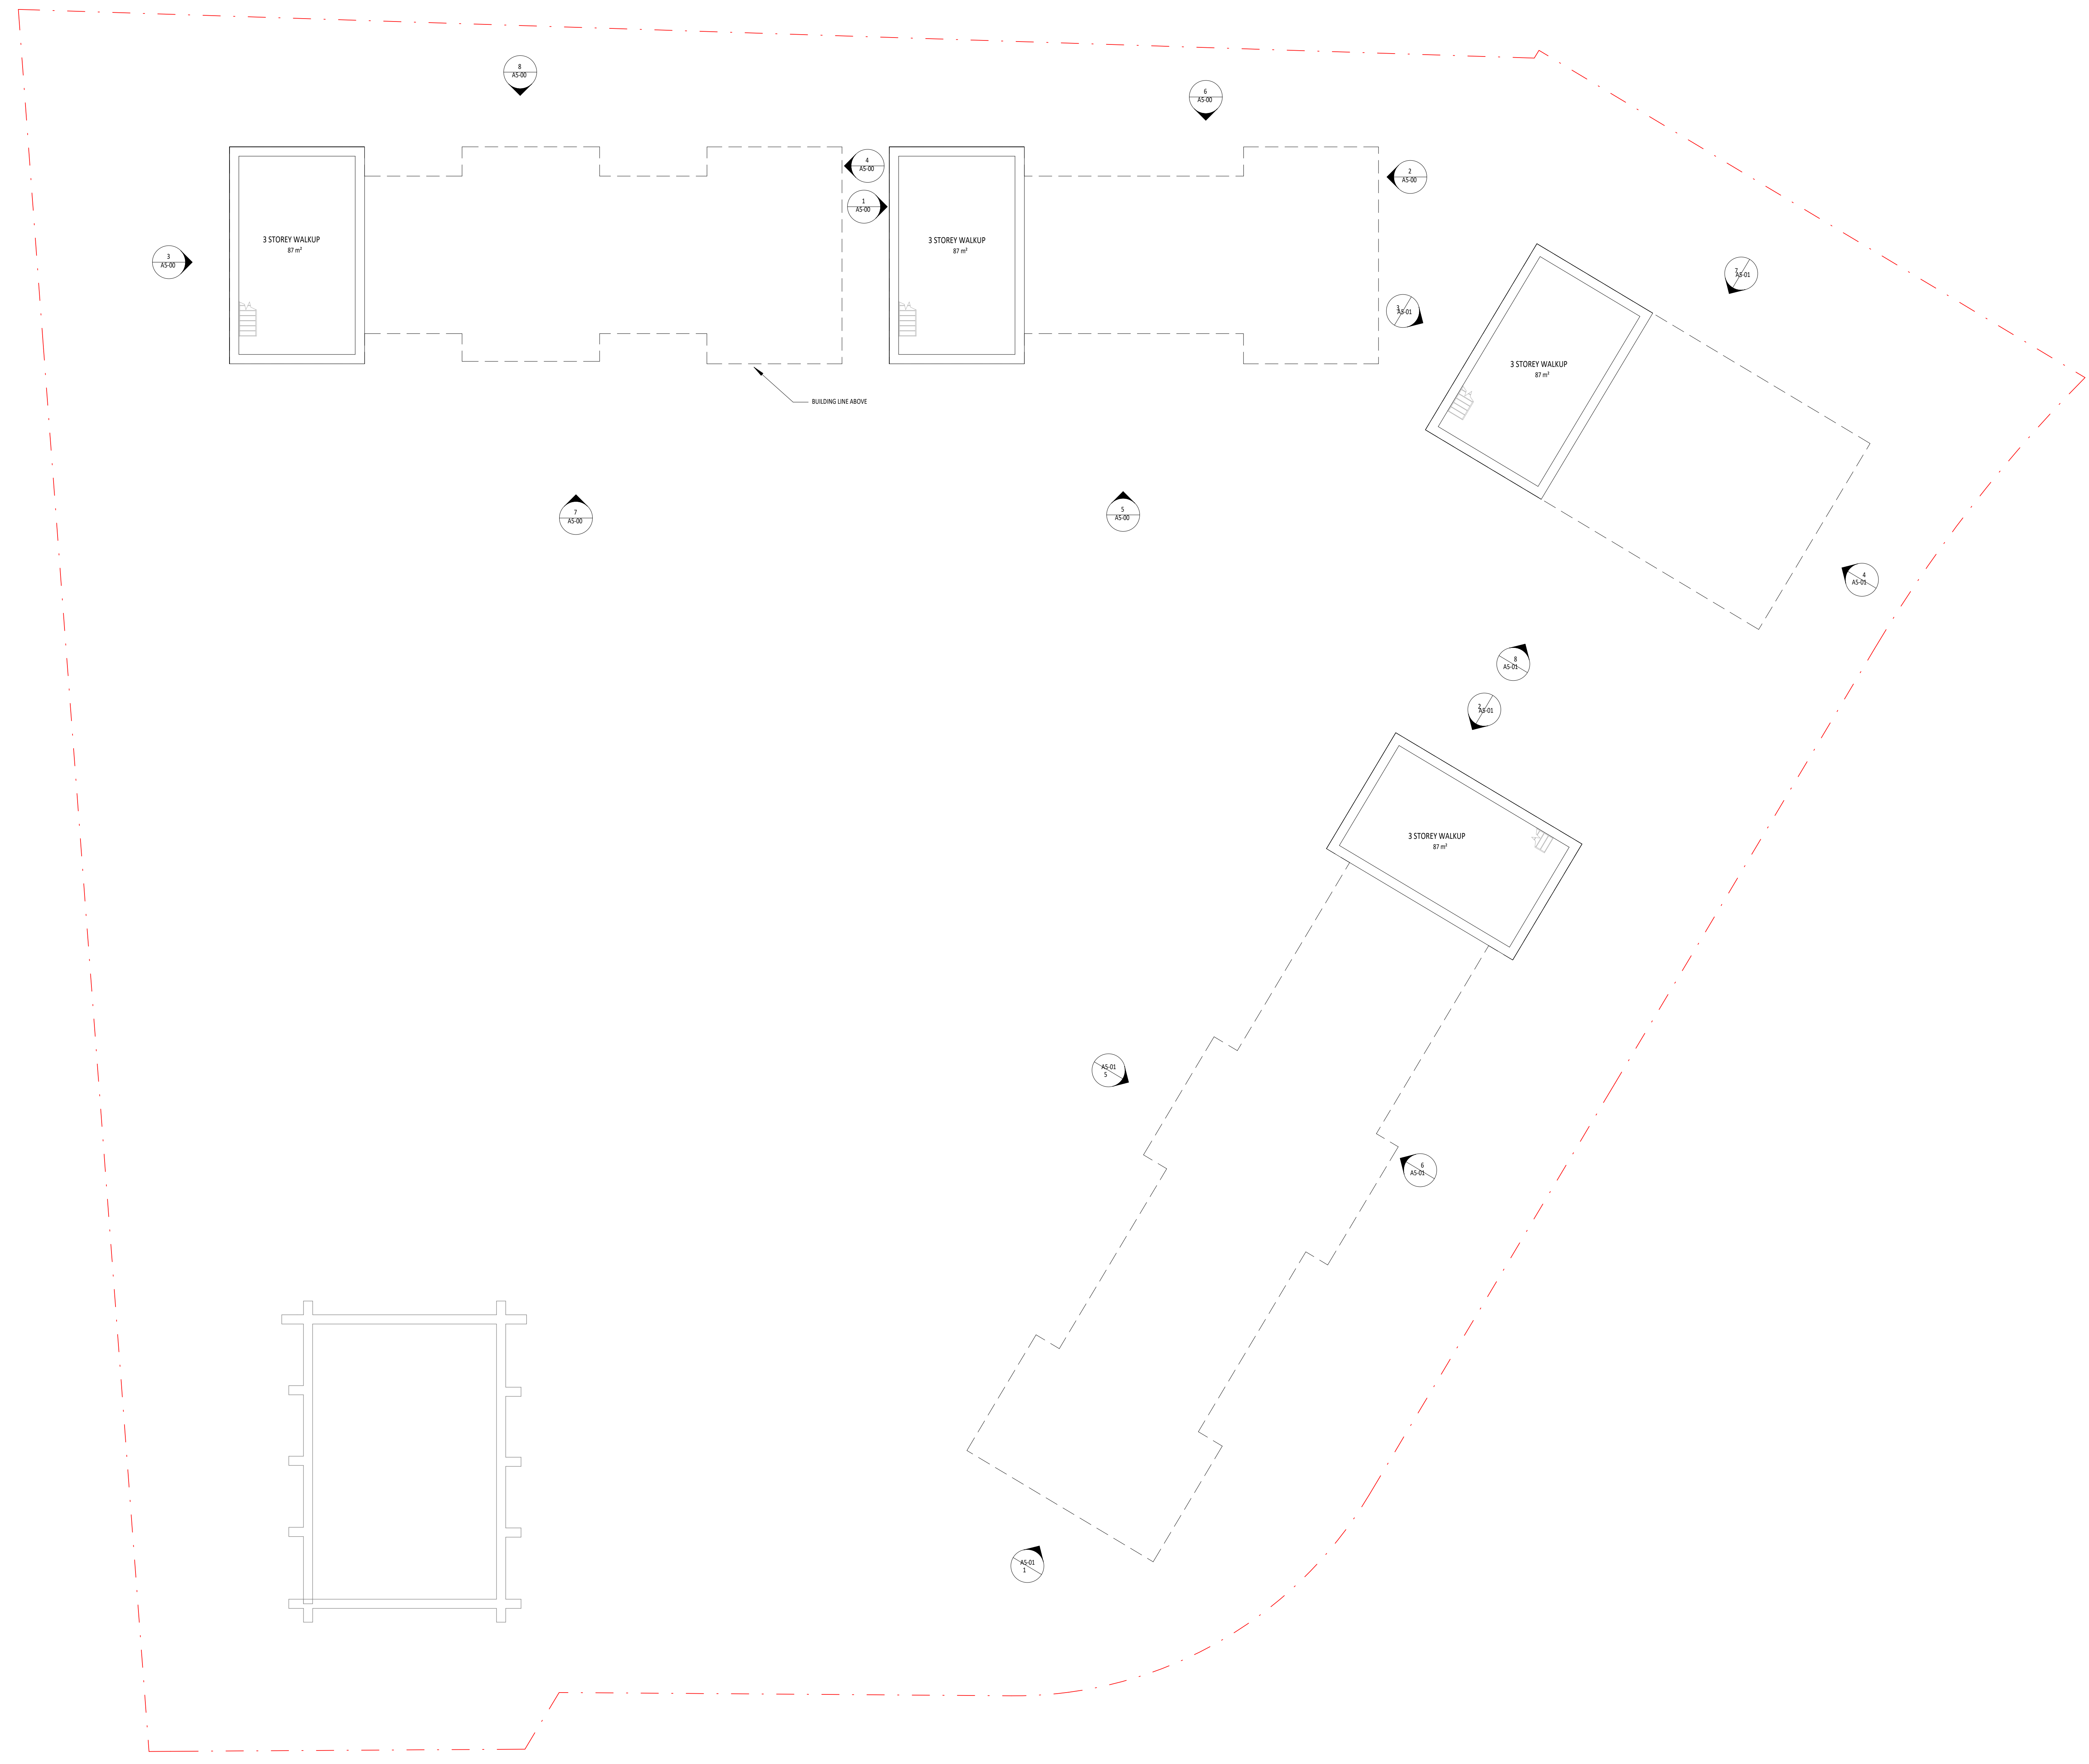 8
A5-00
6
A5-00
4
A5-00
2
A5-00
1
A5-00
3 STOREY WALKUP
87 m²
3 STOREY WALKUP
87 m²
3
A5-00
7
A5-01
3
A5-01
3 STOREY WALKUP
87 m²
BUILDING LINE ABOVE
7
A5-00
5
A5-00
4
A5-01
8
A5-01
2
A5-01
3 STOREY WALKUP
87 m²
A5-01
5
6
A5-01
A5-01
1